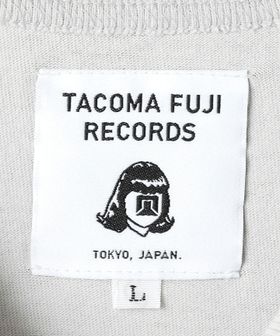 TACOMA FUJI
RECORDS
TOKYO, JAPAN.
L